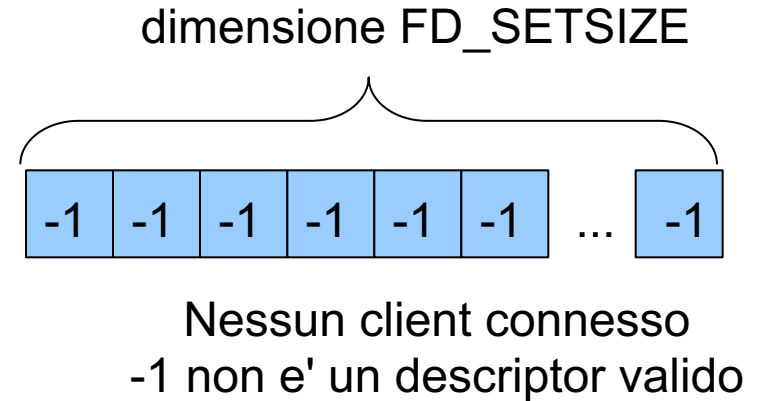 dimensione FD_SETSIZE
-1 -1 -1 -1 -1 -1 ... -1
Nessun client connesso
-1 non e' un descriptor valido